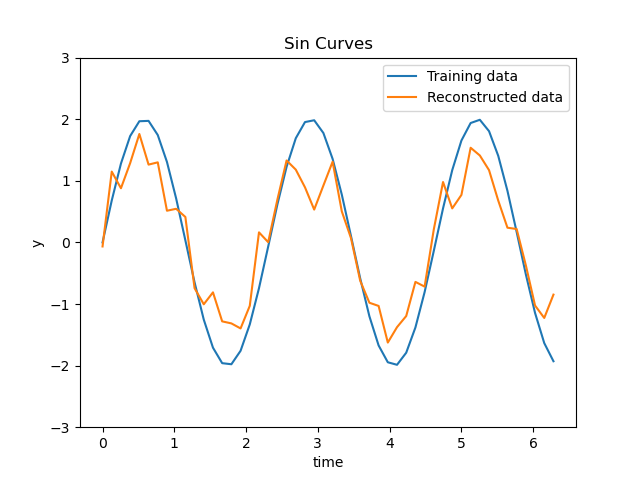 Sin Curves
Training data
Reconstructed data
3
2
1
0
−1
−2
−3
y
0 1 2 3 4 5 6
time